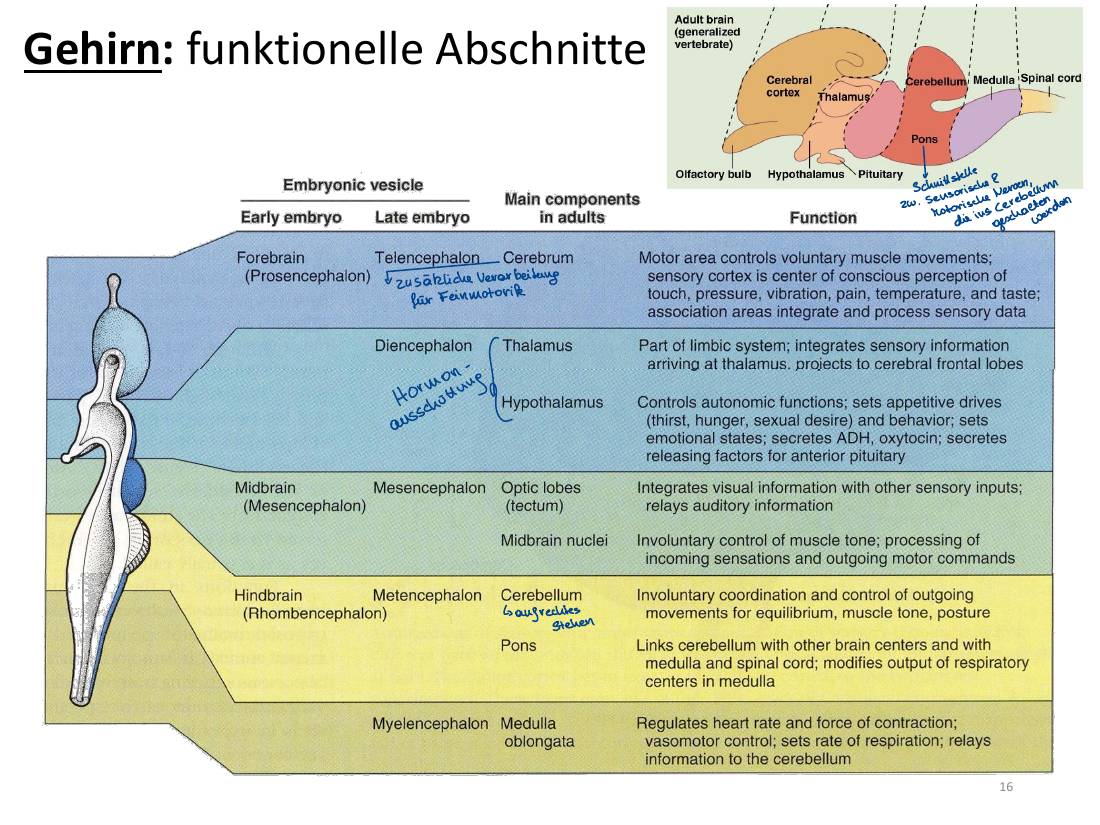 Gehirn: funktionelle Abschnitte
Adult brain
(generalized
vertebrate)
Cerebral
cortex
Thalamus
Cerebellum
Medulla
Spinal cord
Pons
Olfactory bulb
Hypothalamus
Pituitary
Schnittstelle
zw. sensorische &
motorische Nerven,
die ins Cerebellum
geschalten
werden
Embryonic vesicle
Early embryo
Late embryo
Main components
in adults
Function
Forebrain
(Prosencephalon)
Telencephalon
zusätzliche Verarbeitung
für Feinmotorik
Cerebrum
Motor area controls voluntary muscle movements;
sensory cortex is center of conscious perception of
touch, pressure, vibration, pain, temperature, and taste;
association areas integrate and process sensory data
Diencephalon
Hormon-
ausschüttung
Thalamus
Part of limbic system; integrates sensory information
arriving at thalamus, projects to cerebral frontal lobes
Hypothalamus
Controls autonomic functions; sets appetitive drives
(thirst, hunger, sexual desire) and behavior; sets
emotional states; secretes ADH, oxytocin; secretes
releasing factors for anterior pituitary
Midbrain
(Mesencephalon)
Mesencephalon
Optic lobes
(tectum)
Integrates visual information with other sensory inputs;
relays auditory information
Midbrain nuclei
Involuntary control of muscle tone; processing of
incoming sensations and outgoing motor commands
Hindbrain
(Rhombencephalon)
Metencephalon
Cerebellum
aufrechtes
Stehen
Involuntary coordination and control of outgoing
movements for equilibrium, muscle tone, posture
Pons
Links cerebellum with other brain centers and with
medulla and spinal cord; modifies output of respiratory
centers in medulla
Myelencephalon
Medulla
oblongata
Regulates heart rate and force of contraction;
vasomotor control; sets rate of respiration; relays
information to the cerebellum
16